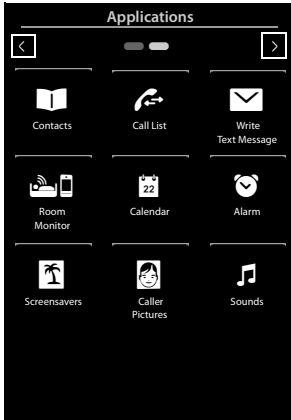 Applications
Contacts
Call List
Write
Text Message
Room
Monitor
22
Calendar
Alarm
Screensavers
Caller
Pictures
Sounds